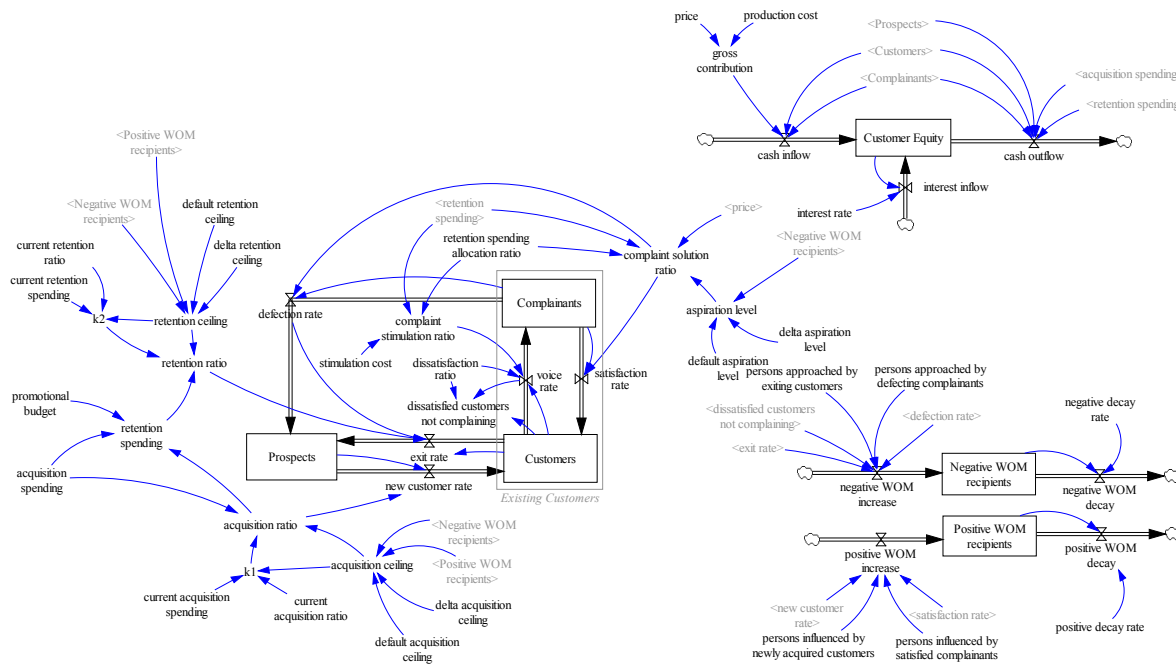 price
production cost
gross
contribution
<Prospects>
<Customers>
<Complainants>
<acquisition spending>
<retention spending>
Customer Equity
cash inflow
cash outflow
interest inflow
interest rate
<Positive WOM
recipients>
<Negative WOM
recipients>
default retention
ceiling
delta retention
ceiling
current retention
ratio
current retention
spending
k2
retention ceiling
retention ratio
promotional
budget
retention
spending
acquisition
spending
<retention
spending>
retention spending
allocation ratio
<price>
complaint solution
ratio
<Negative WOM
recipients>
aspiration level
delta aspiration
level
default aspiration
level
Complainants
defection rate
complaint
stimulation ratio
stimulation cost
dissatisfaction
ratio
voice
rate
satisfaction
rate
dissatisfied customers
not complaining
Prospects
exit rate
Customers
new customer rate
Existing Customers
acquisition ratio
<Negative WOM
recipients>
<Positive WOM
recipients>
acquisition ceiling
k1
current acquisition
spending
current
acquisition ratio
delta acquisition
ceiling
default acquisition
ceiling
persons approached by
exiting customers
persons approached by
defecting complainants
<dissatisfied customers
not complaining>
<defection rate>
<exit rate>
negative decay
rate
Negative WOM
recipients
negative WOM
increase
negative WOM
decay
Positive WOM
recipients
positive WOM
increase
positive WOM
decay
<new customer
rate>
<satisfaction rate>
persons influenced by
newly acquired customers
persons influenced by
satisfied complainants
positive decay rate